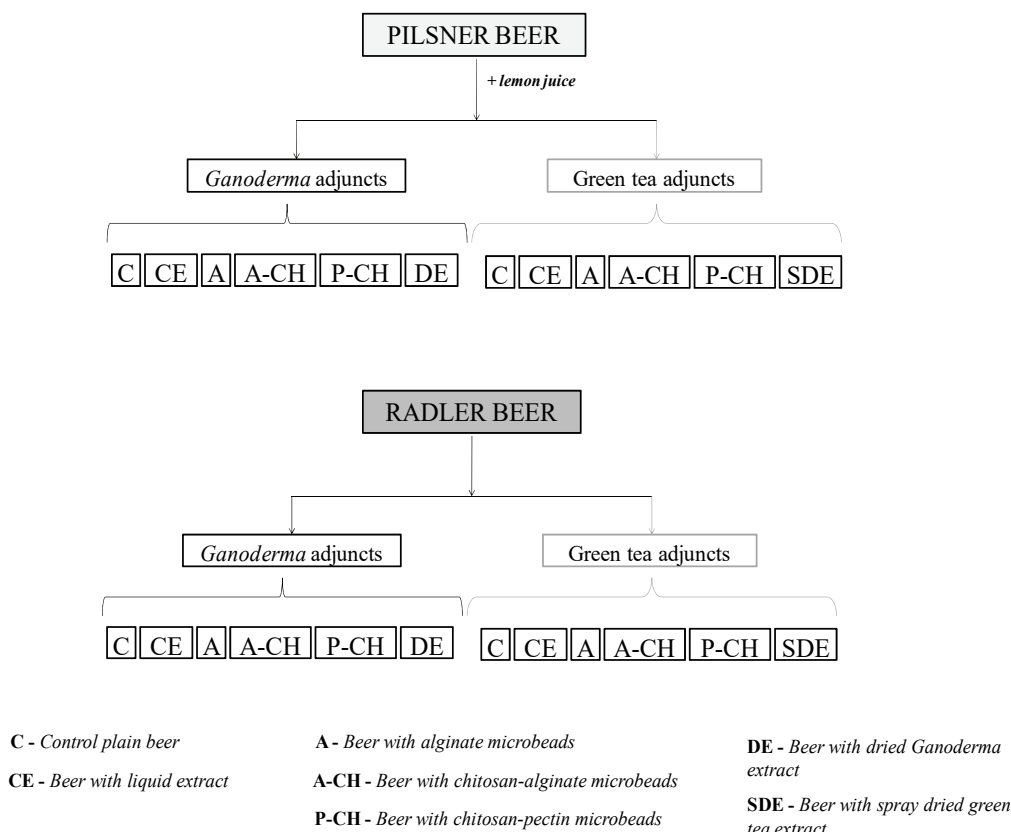 PILSNER BEER
+ lemon juice
Ganoderma adjuncts
Green tea adjuncts
C CE A A-CH P-CH DE
C CE A A-CH P-CH SDE
RADLER BEER
Ganoderma adjuncts
Green tea adjuncts
C CE A A-CH P-CH DE
C CE A A-CH P-CH SDE
C - Control plain beer
CE - Beer with liquid extract
A - Beer with alginate microbeads
A-CH - Beer with chitosan-alginate microbeads
P-CH - Beer with chitosan-pectin microbeads
DE - Beer with dried Ganoderma
extract
SDE - Beer with spray dried green
tea extract